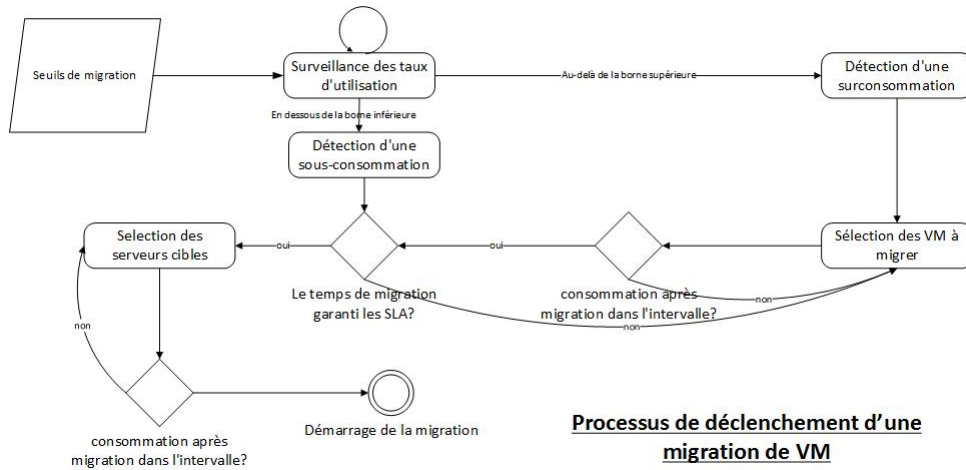 Seuils de migration
Surveillance des taux
d'utilisation
Au-delà de la borne supérieure
Détection d'une
surconsommation
En dessous de la borne inférieure
Détection d'une
sous-consommation
Selection des
serveurs cibles
oui
oui
Sélection des VM à
migrer
Le temps de migration
garanti les SLA?
consommation après
migration dans l'intervalle?
non
non
non
consommation après
migration dans l'intervalle?
Démarrage de la migration
Processus de déclenchement d’une
migration de VM